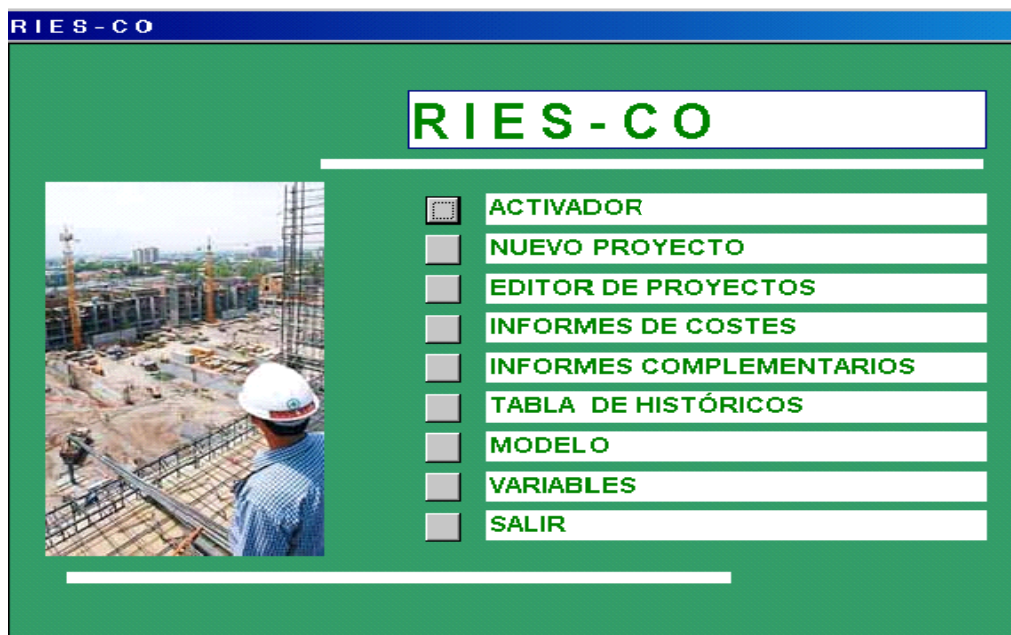 RIES-CO
RIES-CO
ACTIVADOR
NUEVO PROYECTO
EDITOR DE PROYECTOS
INFORMES DE COSTES
INFORMES COMPLEMENTARIOS
TABLA DE HISTÓRICOS
MODELO
VARIABLES
SALIR